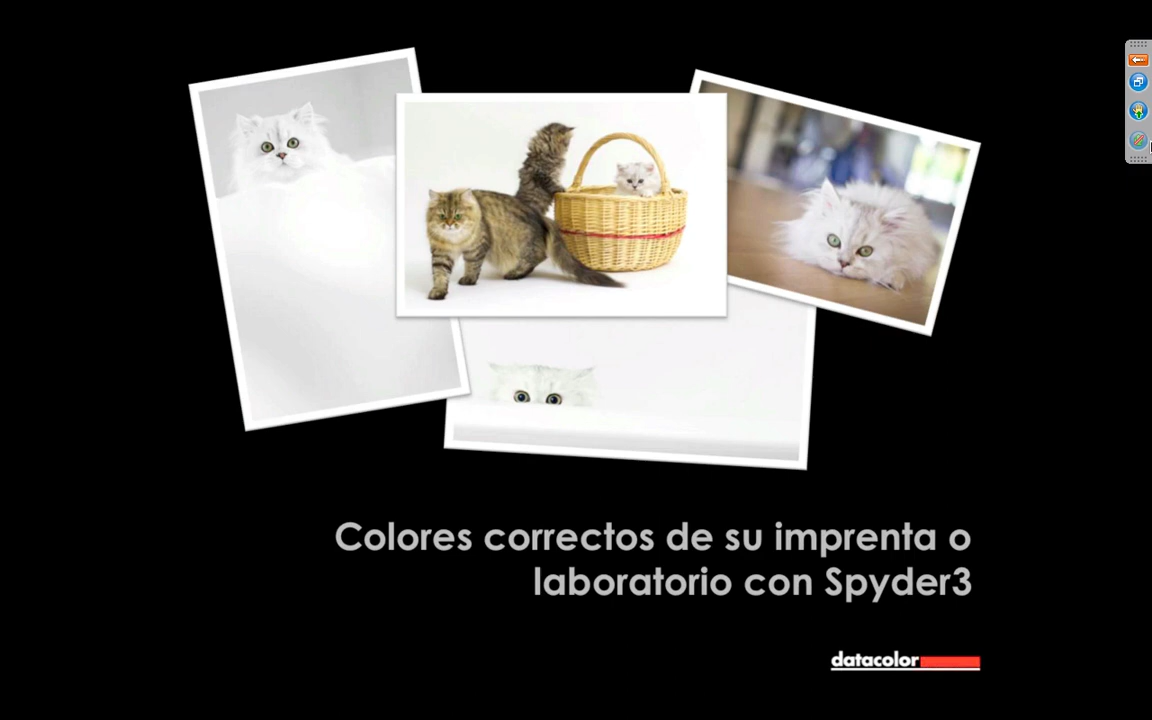 Colores correctos de su imprenta o
laboratorio con Spyder3
datacolor